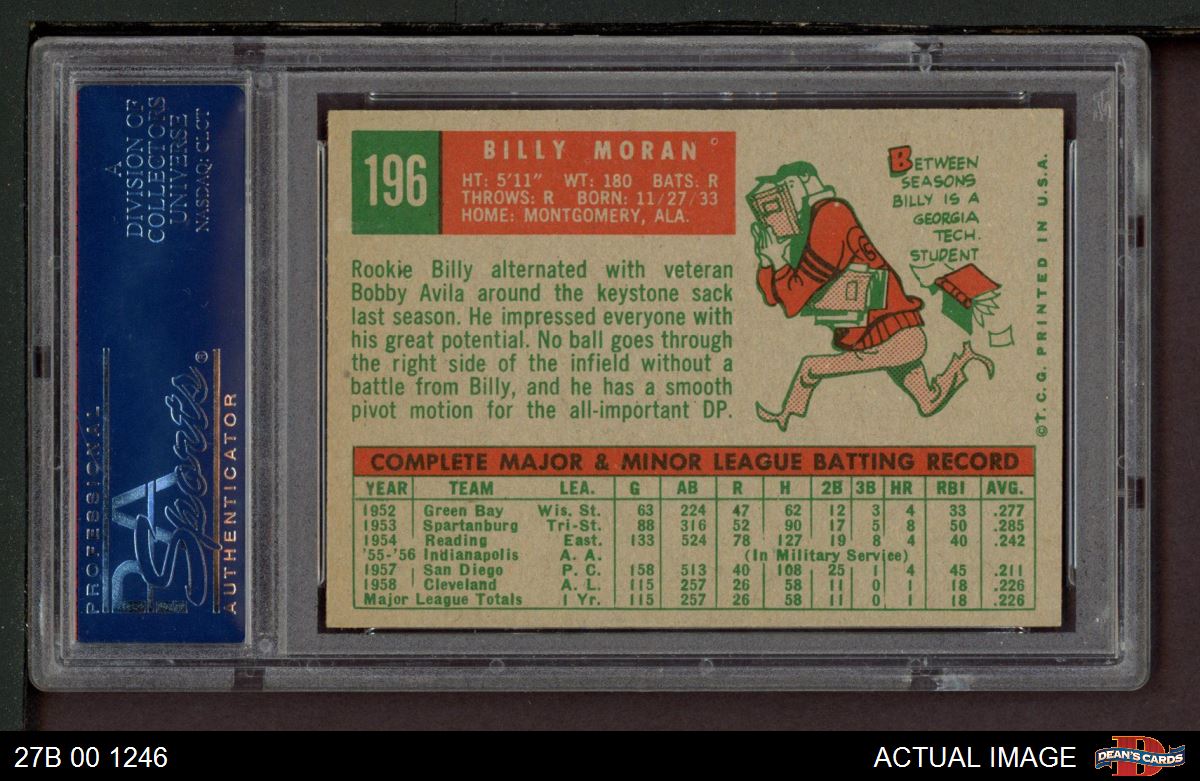 A
DIVISION OF
COLLECTORS
UNIVERSE
NASDAQ: CLCT
PROFESSIONAL
PSA
Sports®
AUTHENTICATOR
196
BILLY MORAN
HT: 5'11" WT: 180 BATS: R
THROWS: R BORN: 11/27/33
HOME: MONTGOMERY, ALA.
Rookie Billy alternated with veteran
Bobby Avila around the keystone sack
last season. He impressed everyone with
his great potential. No ball goes through
the right side of the infield without a
battle from Billy, and he has a smooth
pivot motion for the all-important DP.
BETWEEN
SEASONS
BILLY IS A
GEORGIA
TECH.
STUDENT
6
©T. C. G. PRINTED IN U.S.A.
COMPLETE MAJOR & MINOR LEAGUE BATTING RECORD
YEAR TEAM LEA. G AB R H 2B 3B HR RBI AVG.
1952 Green Bay Wis. St. 63 224 47 62 12 3 4 33 .277
1953 Spartanburg Tri-St. 88 316 52 90 17 5 8 50 .285
1954 Reading East. 133 524 78 127 19 8 4 40 .242
'55-'56 Indianapolis A. A. (In Military Service)
1957 San Diego P. C. 158 513 40 108 25 1 4 45 .211
1958 Cleveland A. L. 115 257 26 58 11 0 1 18 .226
Major League Totals 1 Yr. 115 257 26 58 11 0 1 18 .226
27B 00 1246
ACTUAL IMAGE
D
DEAN'S CARDS